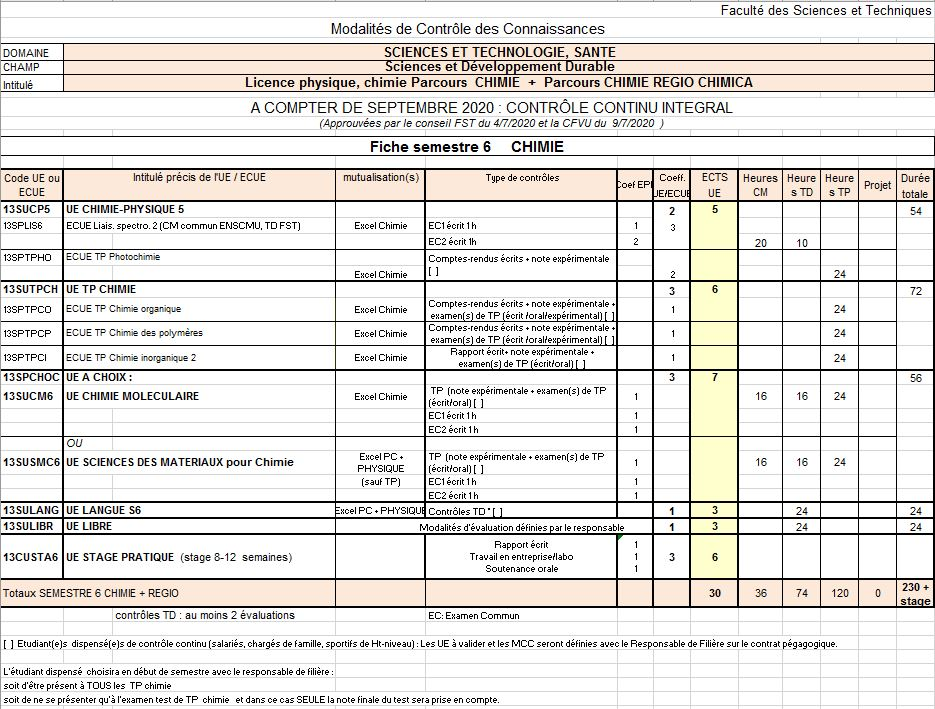 Faculté des Sciences et Techniques
Modalités de Contrôle des Connaissances
DOMAINE SCIENCES ET TECHNOLOGIE, SANTE
CHAMP Sciences et Développement Durable
Intitulé Licence physique, chimie Parcours CHIMIE + Parcours CHIMIE REGIO CHIMICA
A COMPTER DE SEPTEMBRE 2020 : CONTRÔLE CONTINU INTEGRAL
(Approuvées par le conseil FST du 4/7/2020 et la CFVU du 9/7/2020 )
Fiche semestre 6 CHIMIE
Code UE ou ECUE Intitulé précis de l'UE / ECUE mutualisation(s) Type de contrôles Coef EPI Coeff. UE/ECUE ECTS UE Heures CM Heures TD Heures TP Projet Durée totale
13SUCP5 UE CHIMIE-PHYSIQUE 5 2 5 54
13SPLIS6 ECUE Liais. spectro. 2 (CM commun ENSCMU, TD FST) Excel Chimie EC1 écrit 1h 1 3
EC2 écrit 1h 2 20 10
13SPTPHO ECUE TP Photochimie Excel Chimie Comptes-rendus écrits + note expérimentale [ ] 2 24
13SUTPCH UE TP CHIMIE 3 6 72
13SPTPCO ECUE TP Chimie organique Excel Chimie Comptes-rendus écrits + note expérimentale + examen(s) de TP (écrit /oral/expérimental) [ ] 1 24
13SPTPCP ECUE TP Chimie des polymères Excel Chimie Comptes-rendus écrits + note expérimentale + examen(s) de TP (écrit /oral/expérimental) [ ] 1 24
13SPTPCI ECUE TP Chimie inorganique 2 Excel Chimie Rapport écrit+ note expérimentale + examen(s) de TP (écrit/oral) [ ] 1 24
13SPCHOC UE A CHOIX : 3 7 56
13SUCM6 UE CHIMIE MOLECULAIRE Excel Chimie TP (note expérimentale + examen(s) de TP (écrit/oral) [ ] 1 16 16 24
EC1 écrit 1h 1
EC2 écrit 1h 1
OU
13SUSMC6 UE SCIENCES DES MATERIAUX pour Chimie Excel PC + PHYSIQUE (sauf TP) TP (note expérimentale + examen(s) de TP (écrit/oral) [ ] 1 16 16 24
EC1 écrit 1h 1
EC2 écrit 1h 1
13SULANG UE LANGUE S6 Excel PC + PHYSIQUE Contrôles TD * [ ] 1 3 24 24
13SULIBR UE LIBRE Modalités d'évaluation définies par le responsable 1 3 24 24
13CUSTA6 UE STAGE PRATIQUE (stage 8-12 semaines) Rapport écrit 1
Travail en entreprise/labo 1 3 6
Soutenance orale 1
Totaux SEMESTRE 6 CHIMIE + REGIO 30 36 74 120 0 230 + stage
contrôles TD : au moins 2 évaluations EC: Examen Commun
[ ] Etudiant(e)s dispensé(e)s de contrôle continu (salariés, chargés de famille, sportifs de Ht-niveau) : Les UE à valider et les MCC seront définies avec le Responsable de Filière sur le contrat pégagogique.
L'étudiant dispensé choisira en début de semestre avec le responsable de filière :
soit d'être présent à TOUS les TP chimie
soit de ne se présenter qu'à l'examen test de TP chimie et dans ce cas SEULE la note finale du test sera prise en compte.